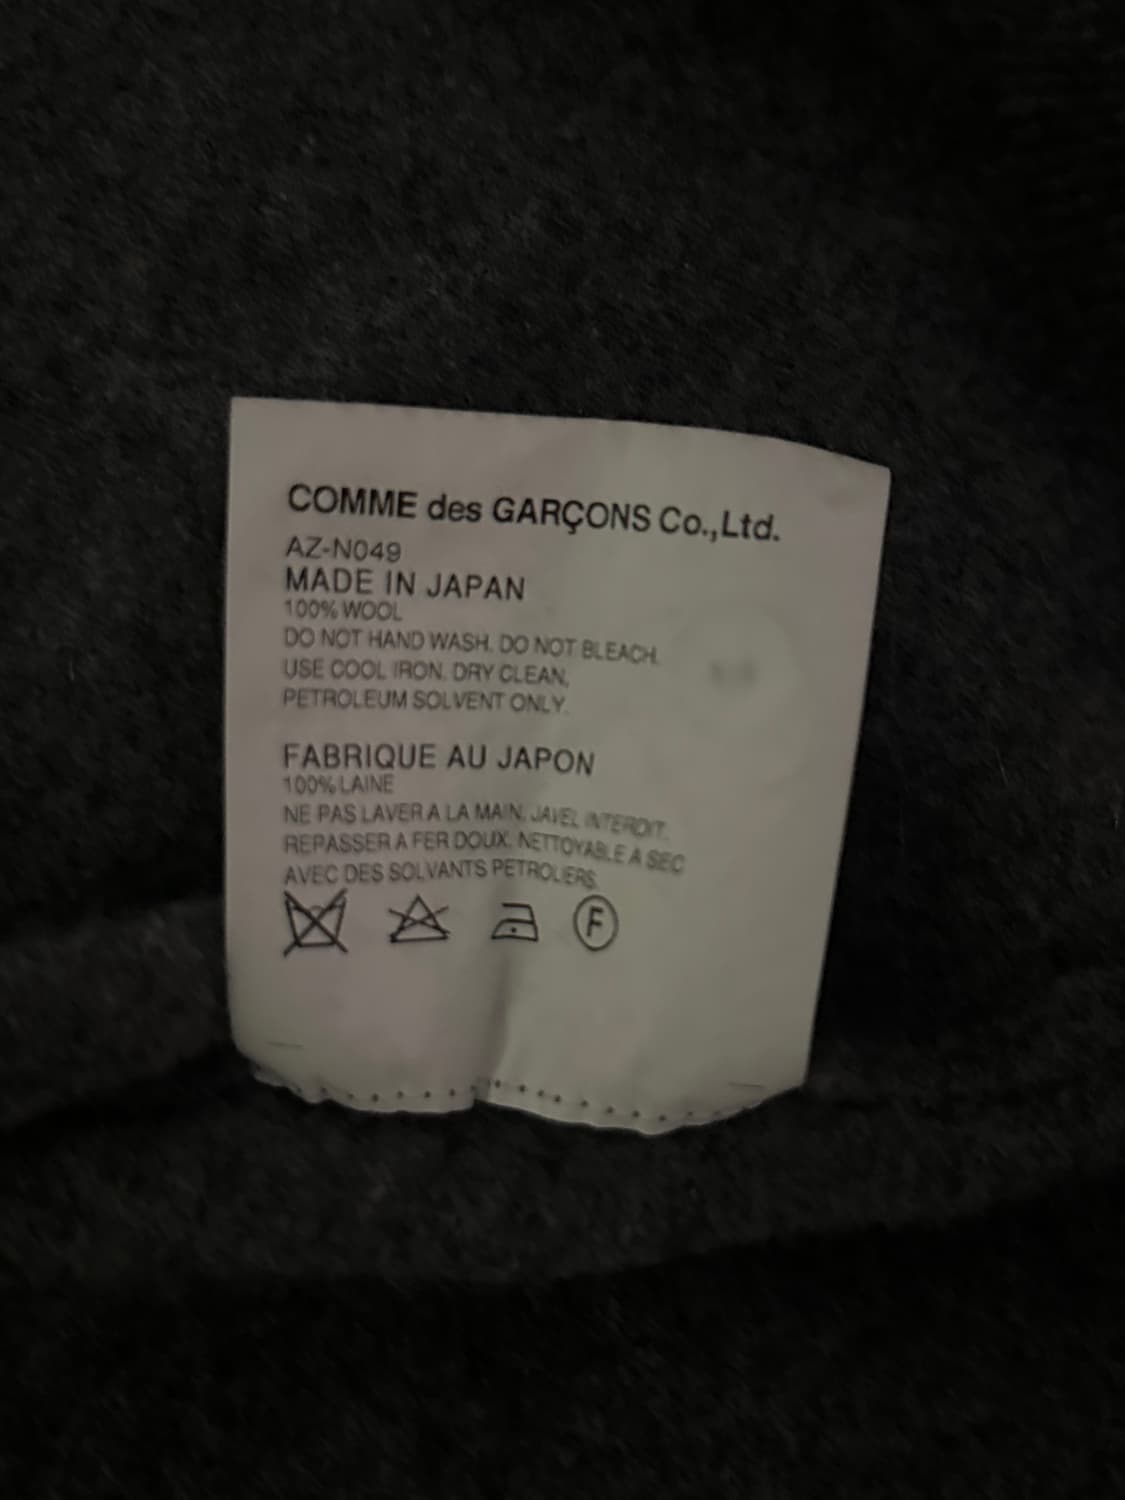 COMME des GARÇONS Co.,Ltd.
AZ-N049
MADE IN JAPAN
100% WOOL
DO NOT HAND WASH. DO NOT BLEACH.
USE COOL IRON. DRY CLEAN,
PETROLEUM SOLVENT ONLY.
FABRIQUE AU JAPON
100% LAINE
NE PAS LAVER A LA MAIN. JAVEL INTERDIT.
REPASSER A FER DOUX. NETTOYABLE A SEC
AVEC DES SOLVANTS PETROLIERS.
F